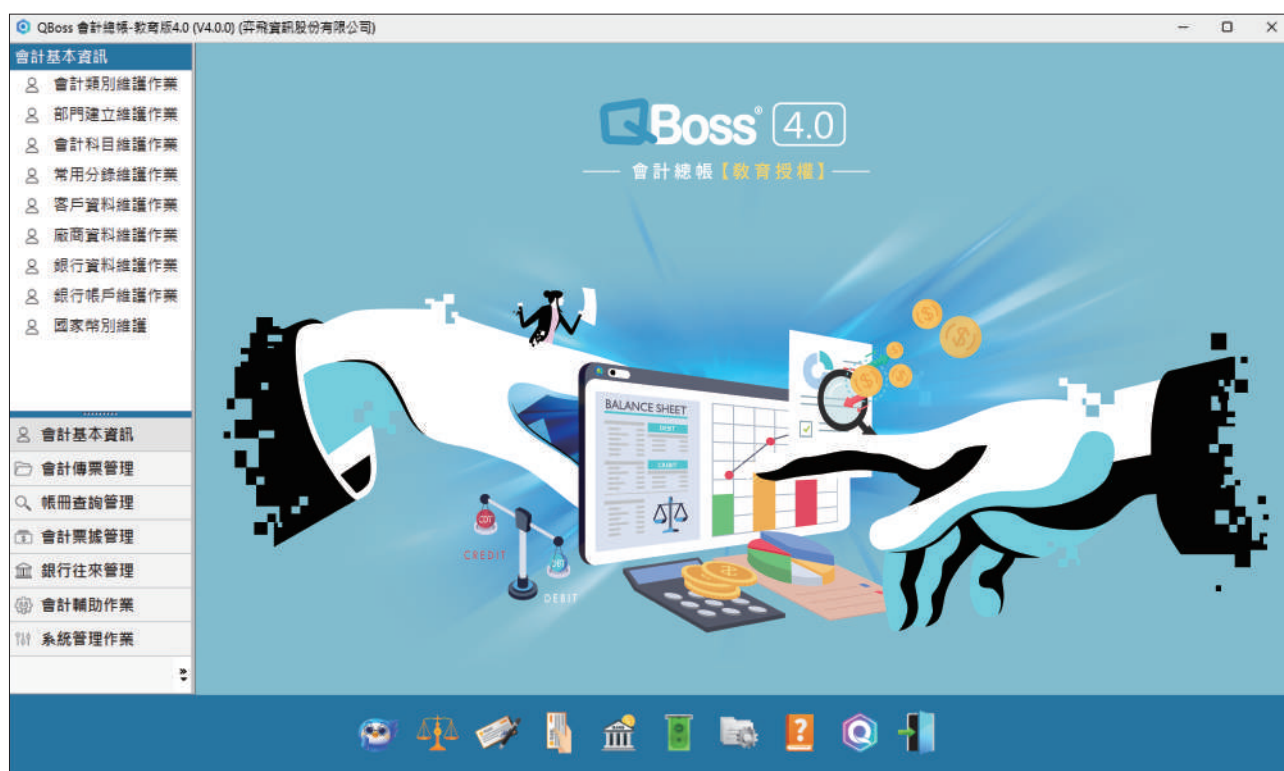 QBoss 會計總帳-教育版4.0 (V4.0.0) (弈飛資訊股份有限公司)
會計基本資訊
會計類別維護作業
部門建立維護作業
會計科目維護作業
常用分錄維護作業
客戶資料維護作業
廠商資料維護作業
銀行資料維護作業
銀行帳戶維護作業
國家幣別維護
會計基本資訊
會計傳票管理
帳冊查詢管理
會計票據管理
銀行往來管理
會計輔助作業
系統管理作業
QBoss® 4.0
會計總帳【教育授權】
BALANCE SHEET
DEBIT
CREDIT
CDT
CREDIT
DBT
DEBIT